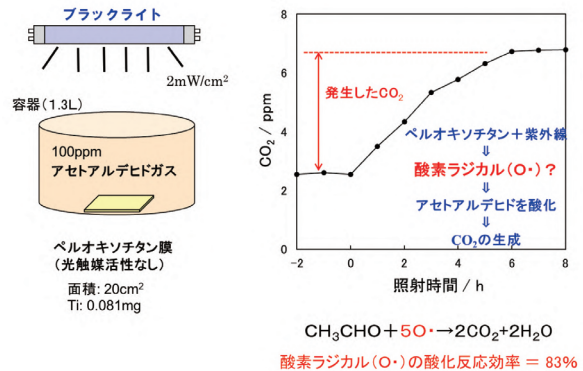 ブラックライト
2mW/cm²
容器（1.3L）
100ppm
アセトアルデヒドガス
ペルオキソチタン膜
（光触媒活性なし）
面積: 20cm²
Ti: 0.081mg
CO₂ / ppm
8
6
4
2
0
-2
0
2
4
6
8
照射時間 / h
発生したCO₂
ペルオキソチタン＋紫外線
⇓
酸素ラジカル（O・）？
⇓
アセトアルデヒドを酸化
⇓
CO₂の生成
CH₃CHO＋5O・→2CO₂+2H₂O
酸素ラジカル（O・）の酸化反応効率 = 83%